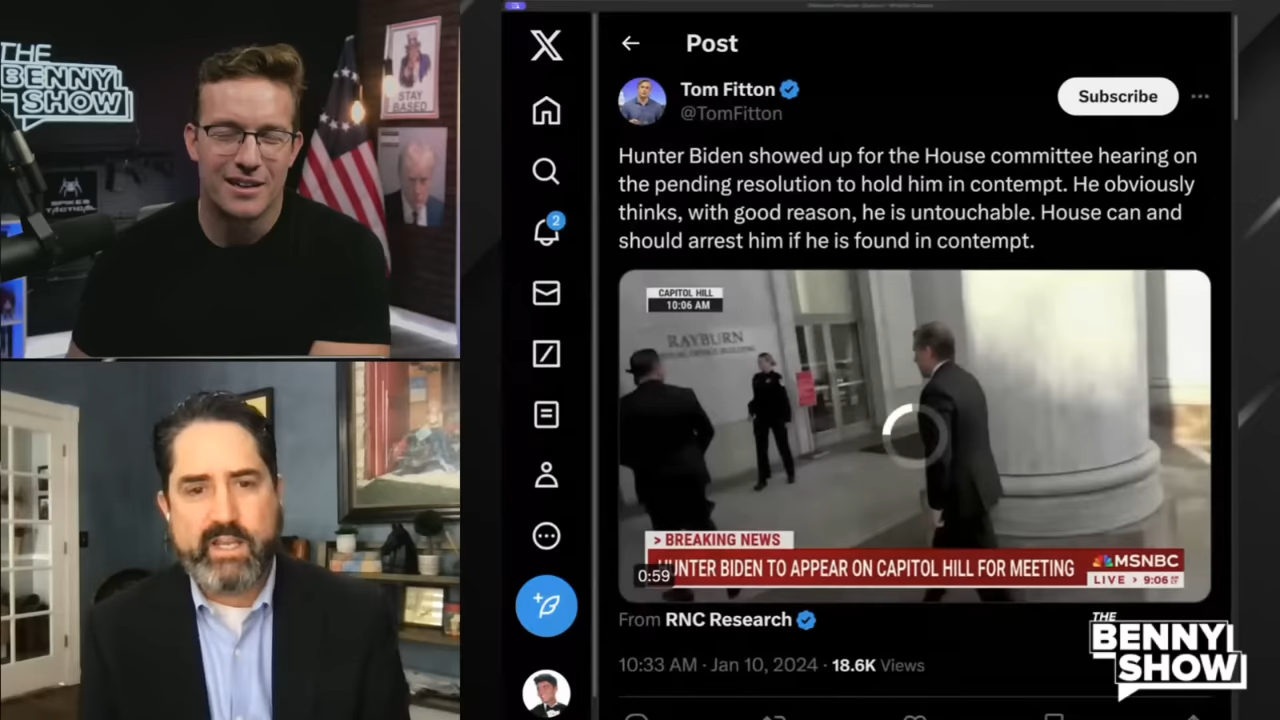 THE
BENNY
SHOW
STAY
BASED
SPIKE'S
TACTICAL
Post
Tom Fitton
@TomFitton
Subscribe
Hunter Biden showed up for the House committee hearing on
the pending resolution to hold him in contempt. He obviously
thinks, with good reason, he is untouchable. House can and
should arrest him if he is found in contempt.
2
CAPITOL HILL
10:06 AM
RAYBURN
> BREAKING NEWS
HUNTER BIDEN TO APPEAR ON CAPITOL HILL FOR MEETING
0:59
MSNBC
LIVE > 9:06 PT
From RNC Research
10:33 AM · Jan 10, 2024 · 18.6K Views
THE
BENNY
SHOW